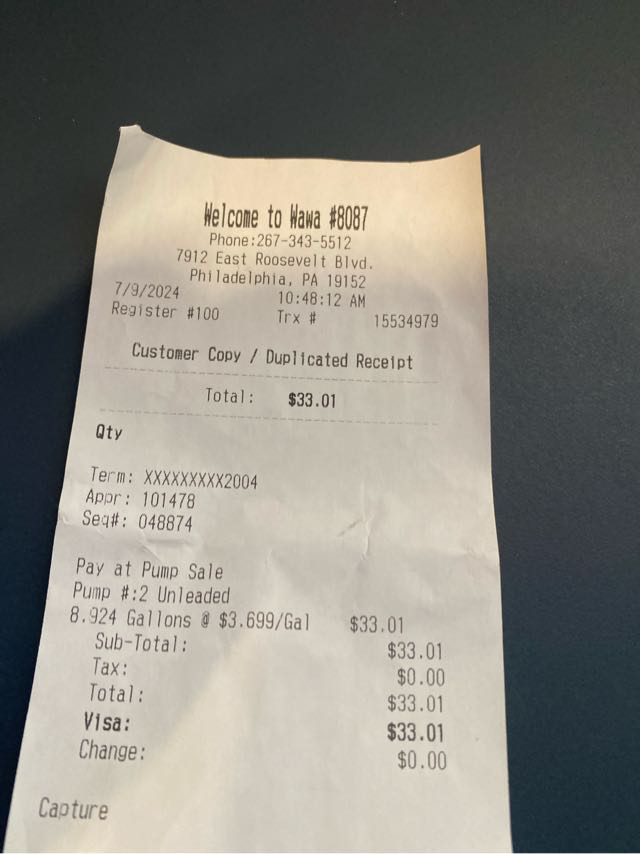 Welcome to Wawa #8087
Phone:267-343-5512
7912 East Roosevelt Blvd.
Philadelphia, PA 19152
7/9/2024 10:48:12 AM
Register #100 Trx # 15534979
Customer Copy / Duplicated Receipt
Total: $33.01
Qty
Term: XXXXXXXXX2004
Appr: 101478
Seq#: 048874
Pay at Pump Sale
Pump #:2 Unleaded
8.924 Gallons @ $3.699/Gal $33.01
Sub-Total: $33.01
Tax: $0.00
Total: $33.01
Visa: $33.01
Change: $0.00
Capture